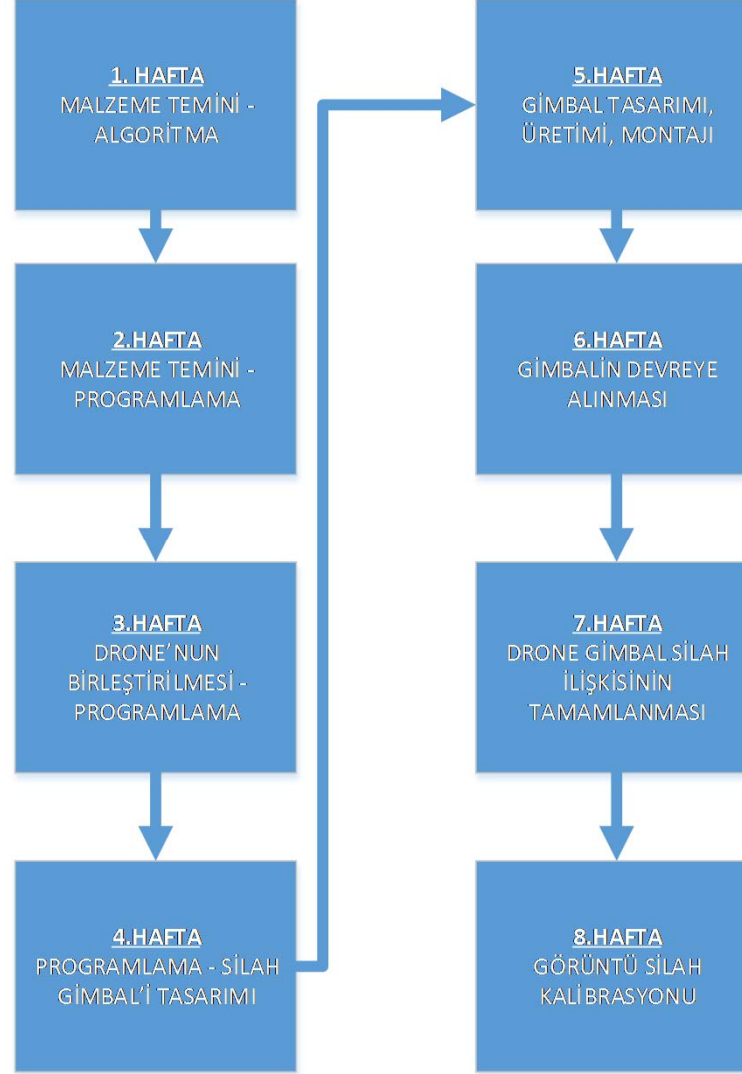 1. HAFTA
MALZEME TEMİNİ -
ALGORİTMA
2.HAFTA
MALZEME TEMİNİ -
PROGRAMLAMA
3.HAFTA
DRONE’NUN
BİRLEŞTİRİLMESİ -
PROGRAMLAMA
4.HAFTA
PROGRAMLAMA - SİLAH
GİMBAL’İ TASARIMI
5.HAFTA
GİMBAL TASARIMI,
ÜRETİMİ, MONTAJI
6.HAFTA
GİMBALİN DEVREYE
ALINMASI
7.HAFTA
DRONE GİMBAL SİLAH
İLİŞKİSİNİN
TAMAMLANMASI
8.HAFTA
GÖRÜNTÜ SİLAH
KALİBRASYONU